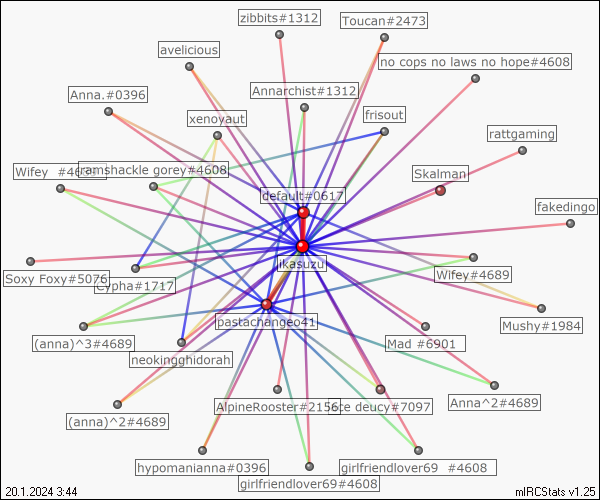 zibbits#1312
Toucan#2473
avelicious
no cops no laws no hope#4608
Annarchist#1312
Anna.#0396
xenoyaut
frisout
rattgaming
Wifey #4689
ramshackle gorey#4608
Skalman
default#0617
fakedingo
jkasuzu
Wifey#4689
Soxy Foxy#5076
cypha#1717
Mushy#1984
pastachangeo41
(anna)^3#4689
neokingghidorah
Mad #6901
(anna)^2#4689
AlpineRooster#2156
deucy#7097
Anna^2#4689
hypomanianna#0396
girlfriendlover69 #4608
girlfriendlover69#4608
20.1.2024 3:44
mIRCStats v1.25